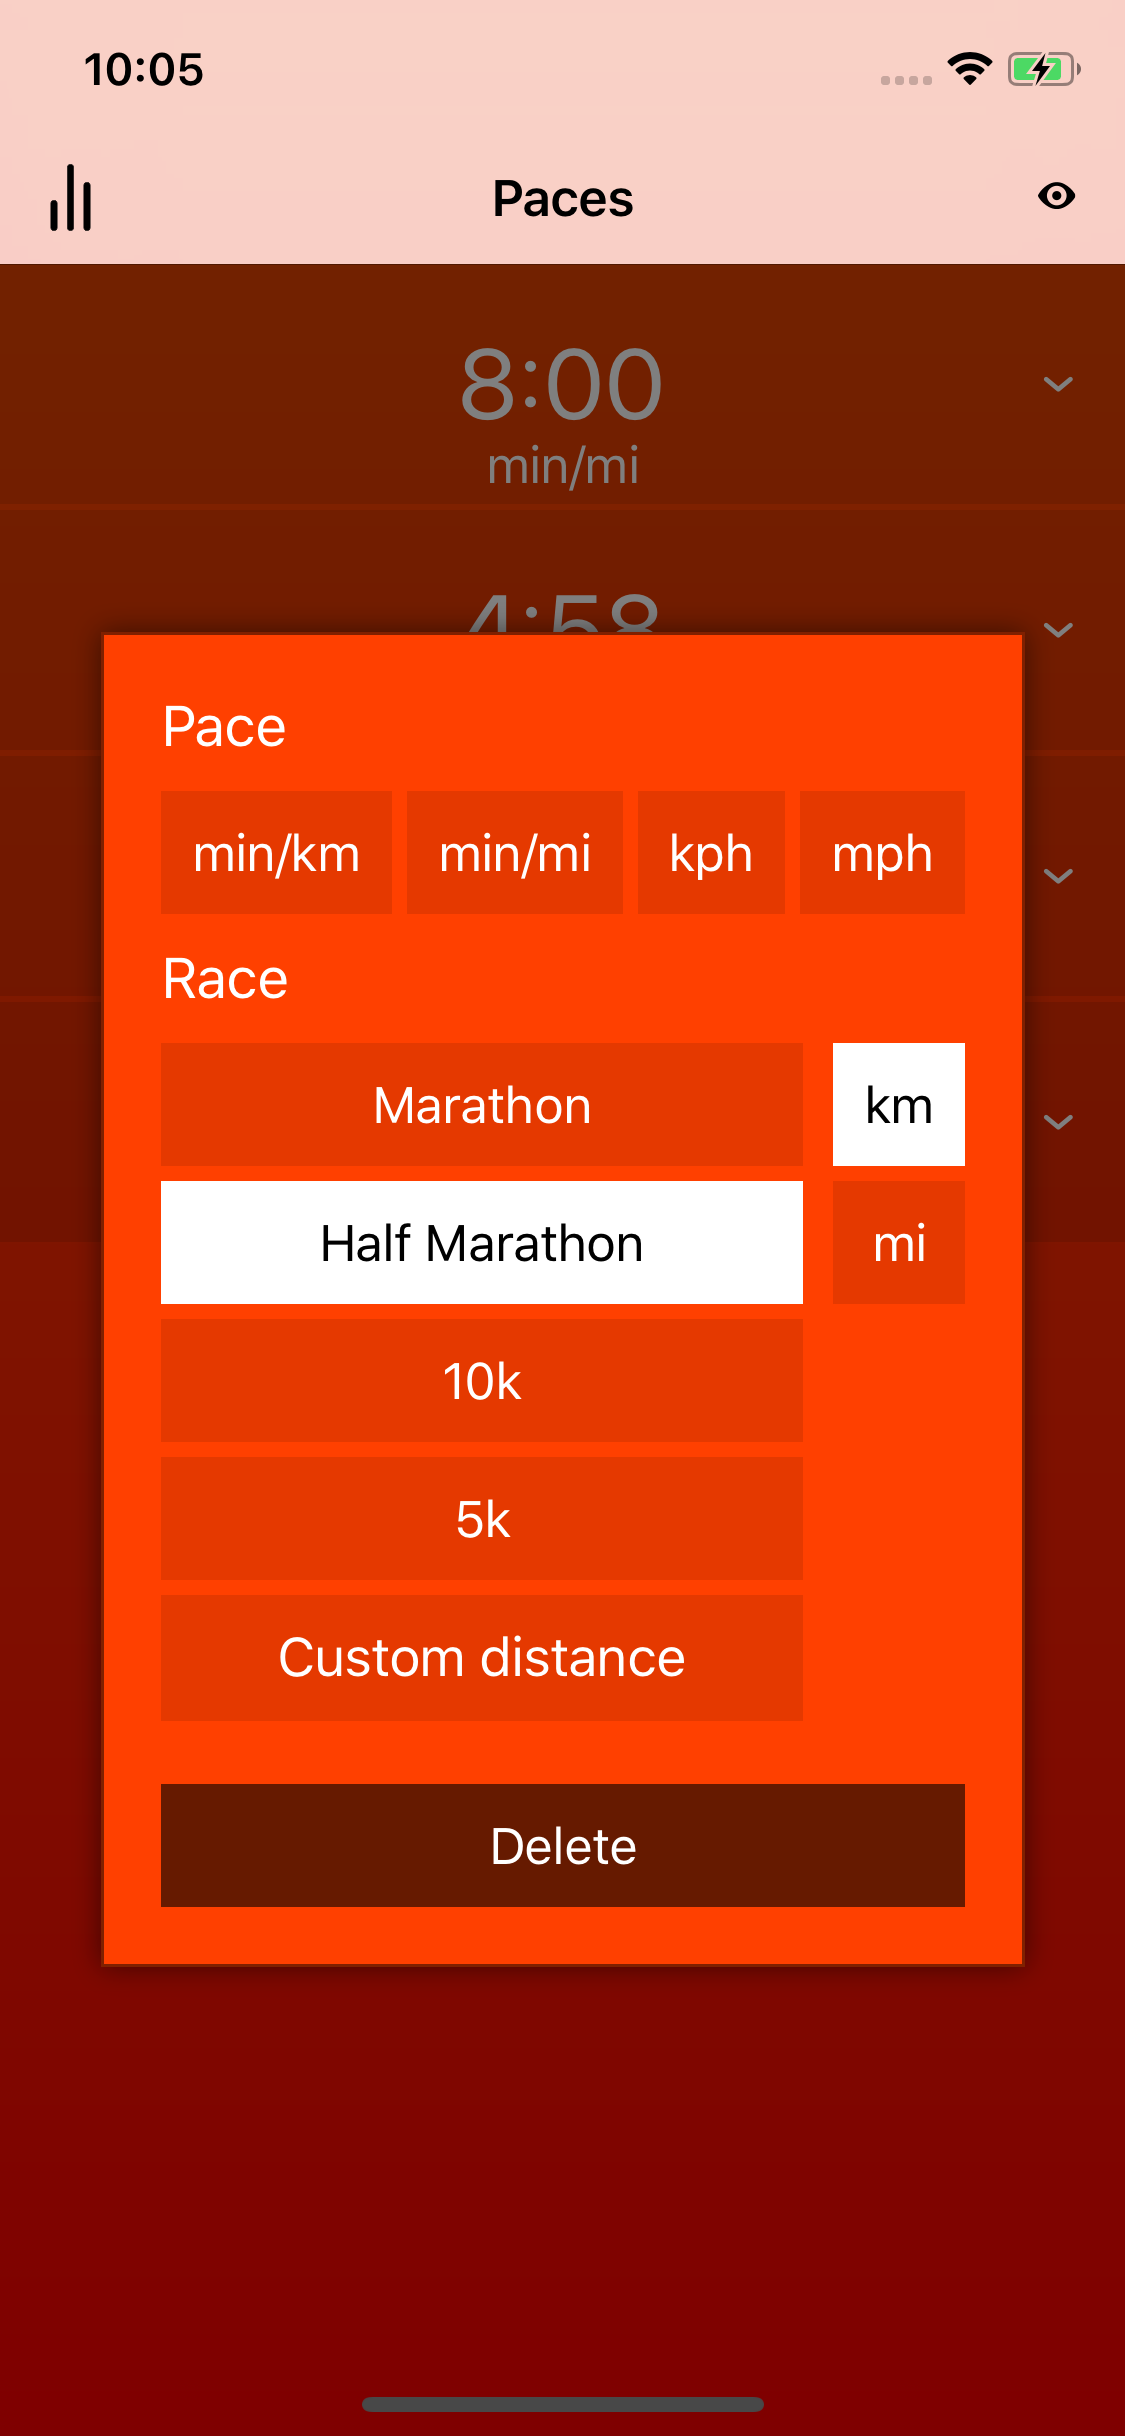 10:05
Paces
8:00
min/mi
4:58
Pace
min/km min/mi kph mph
Race
Marathon km
Half Marathon mi
10k
5k
Custom distance
Delete